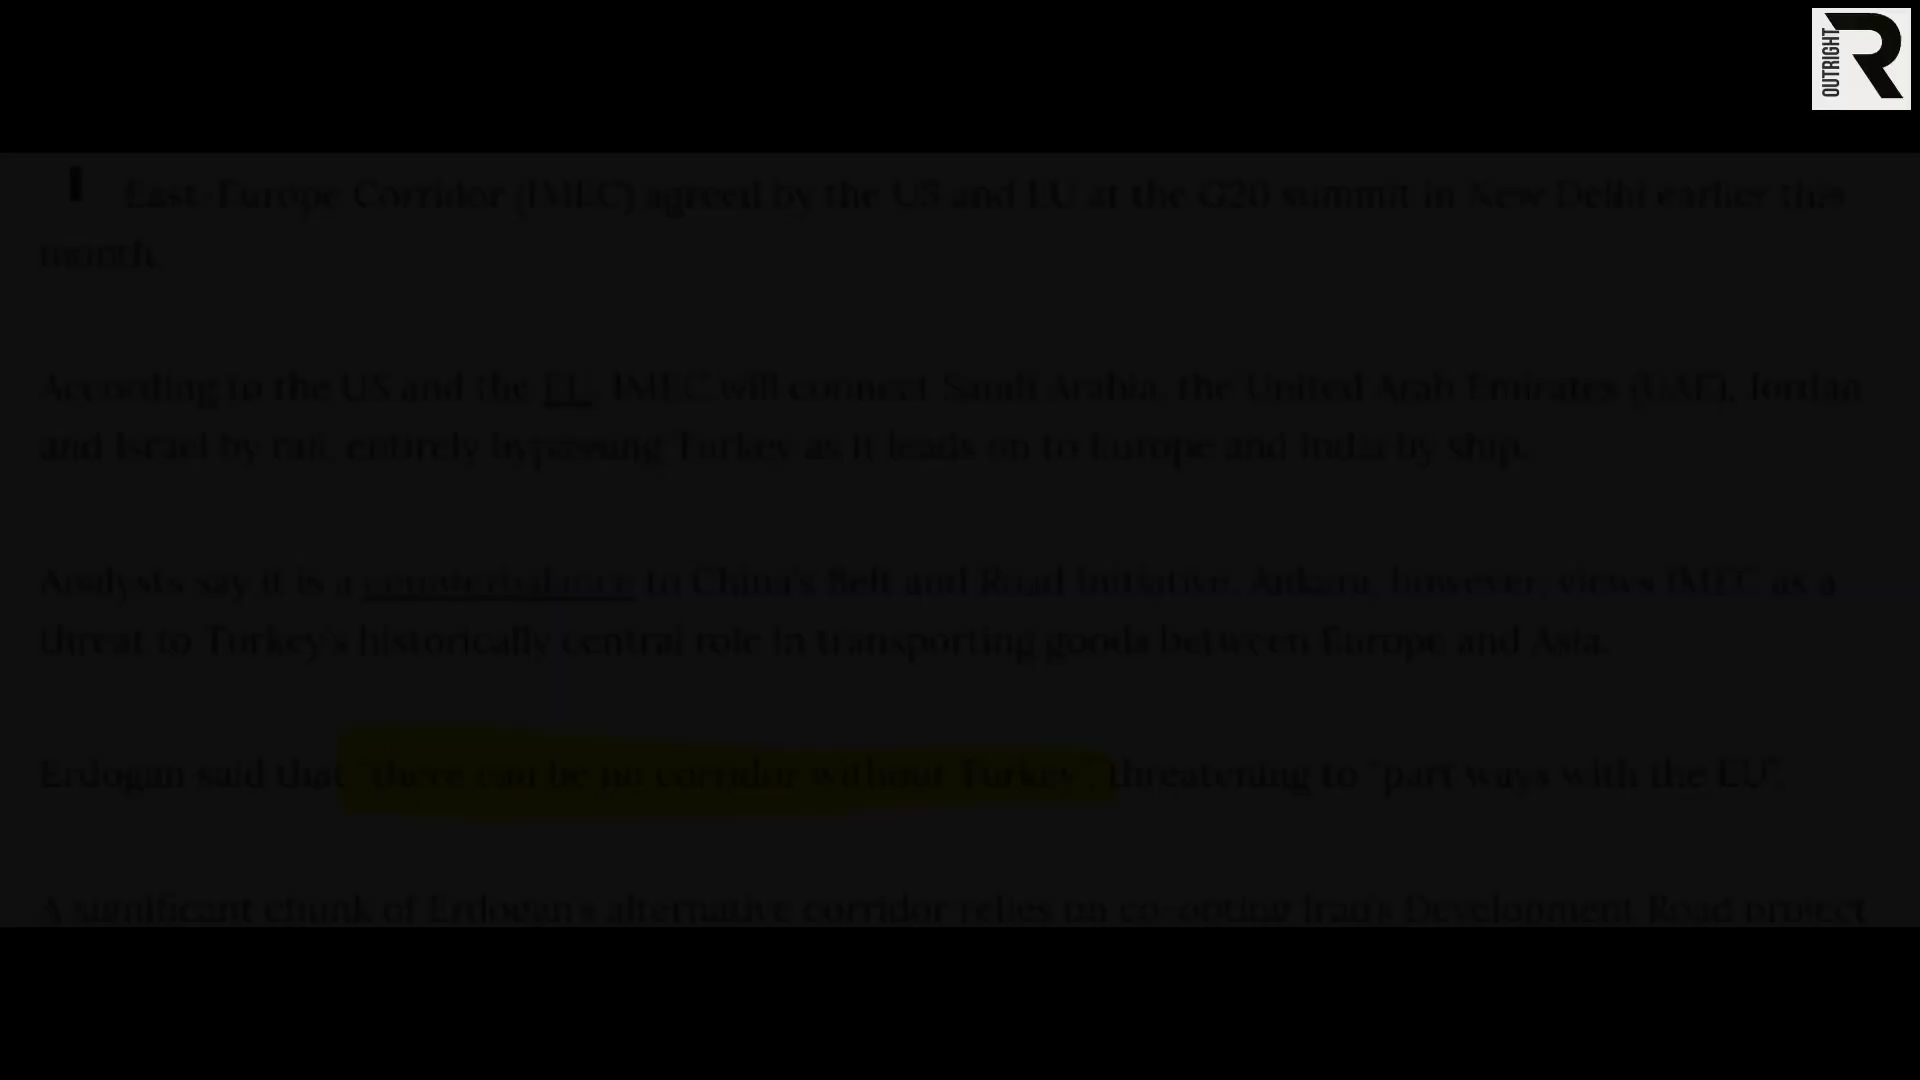 OUTRIGHT R
East-Europe Corridor (IMEC) agreed by the US and EU at the G20 summit in New Delhi earlier this
month.
According to the US and the EU, IMEC will connect Saudi Arabia, the United Arab Emirates (UAE), Jordan
and Israel by rail, entirely bypassing Turkey as it leads on to Europe and India by ship.
Analysts say it is a counterbalance to China's Belt and Road Initiative. Ankara, however, views IMEC as a
threat to Turkey's historically central role in transporting goods between Europe and Asia.
Erdogan said that "there can be no corridor without Turkey", threatening to "part ways with the EU".
A significant chunk of Erdogan's alternative corridor relies on co-opting Iraq's Development Road project